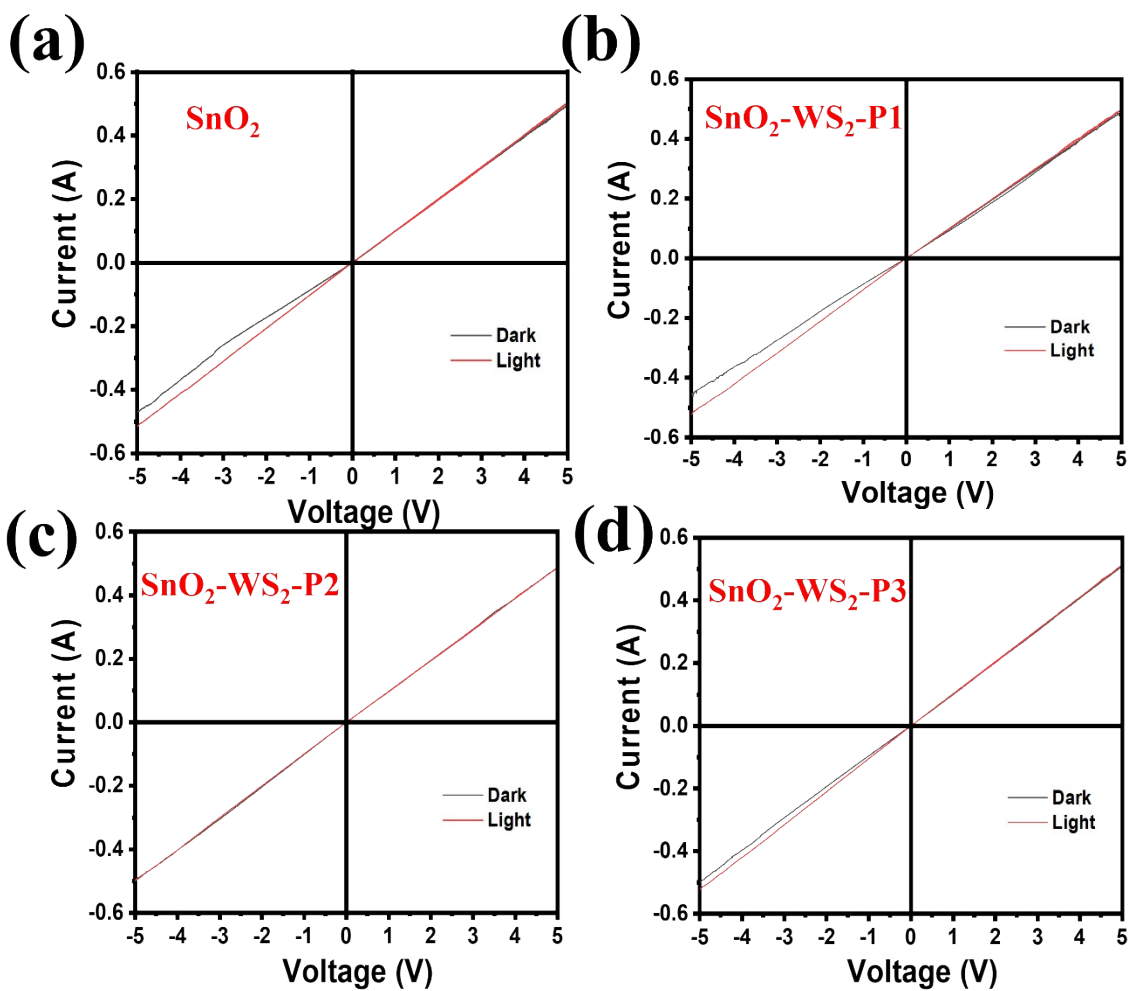 (a)
SnO₂
Current (A)
0.6
0.4
0.2
0.0
-0.2
-0.4
-0.6
Dark
Light
-5 -4 -3 -2 -1 0 1 2 3 4 5
Voltage (V)
(b)
SnO₂-WS₂-P1
Current (A)
0.6
0.4
0.2
0.0
-0.2
-0.4
-0.6
Dark
Light
-5 -4 -3 -2 -1 0 1 2 3 4 5
Voltage (V)
(c)
SnO₂-WS₂-P2
Current (A)
0.6
0.4
0.2
0.0
-0.2
-0.4
-0.6
Dark
Light
-5 -4 -3 -2 -1 0 1 2 3 4 5
Voltage (V)
(d)
SnO₂-WS₂-P3
Current (A)
0.6
0.4
0.2
0.0
-0.2
-0.4
-0.6
Dark
Light
-5 -4 -3 -2 -1 0 1 2 3 4 5
Voltage (V)